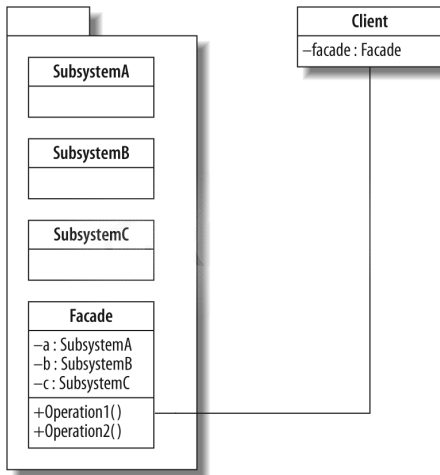 SubsystemA
SubsystemB
SubsystemC
Facade
–a : SubsystemA
–b : SubsystemB
–c : SubsystemC
+Operation1()
+Operation2()
Client
–facade : Facade